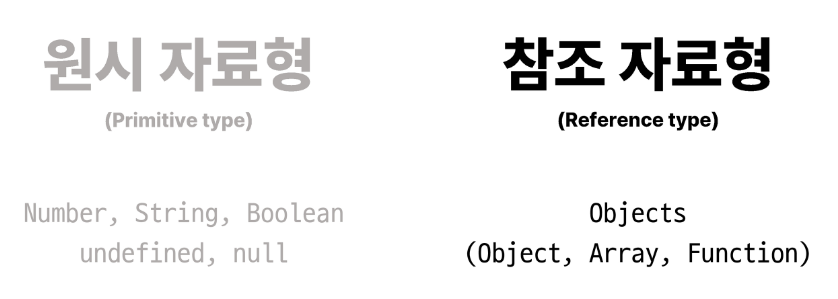 원시 자료형
(Primitive type)
Number, String, Boolean
undefined, null
참조 자료형
(Reference type)
Objects
(Object, Array, Function)